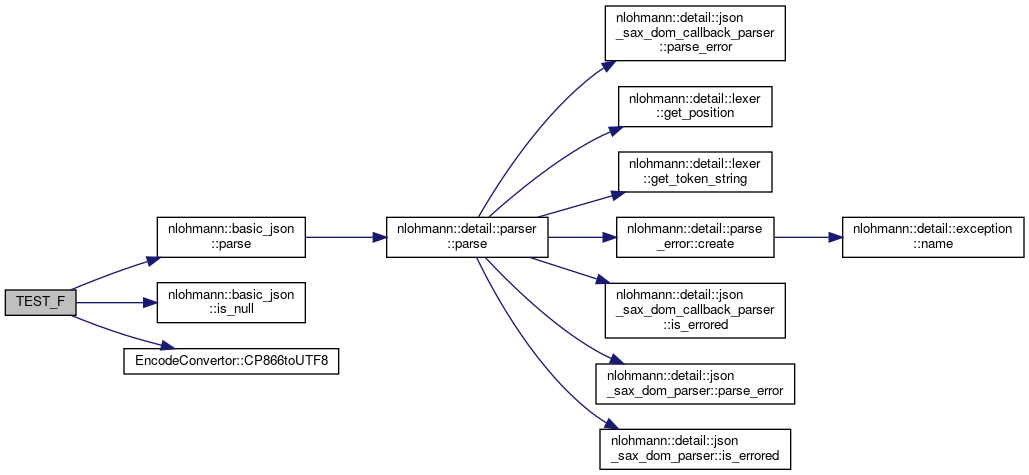 TEST_F
nlohmann::basic_json
::parse
nlohmann::basic_json
::is_null
EncodeConvertor::CP866toUTF8
nlohmann::detail::parser
::parse
nlohmann::detail::json
_sax_dom_callback_parser
::parse_error
nlohmann::detail::lexer
::get_position
nlohmann::detail::lexer
::get_token_string
nlohmann::detail::parse
_error::create
nlohmann::detail::json
_sax_dom_callback_parser
::is_errored
nlohmann::detail::json
_sax_dom_parser::parse_error
nlohmann::detail::json
_sax_dom_parser::is_errored
nlohmann::detail::exception
::name